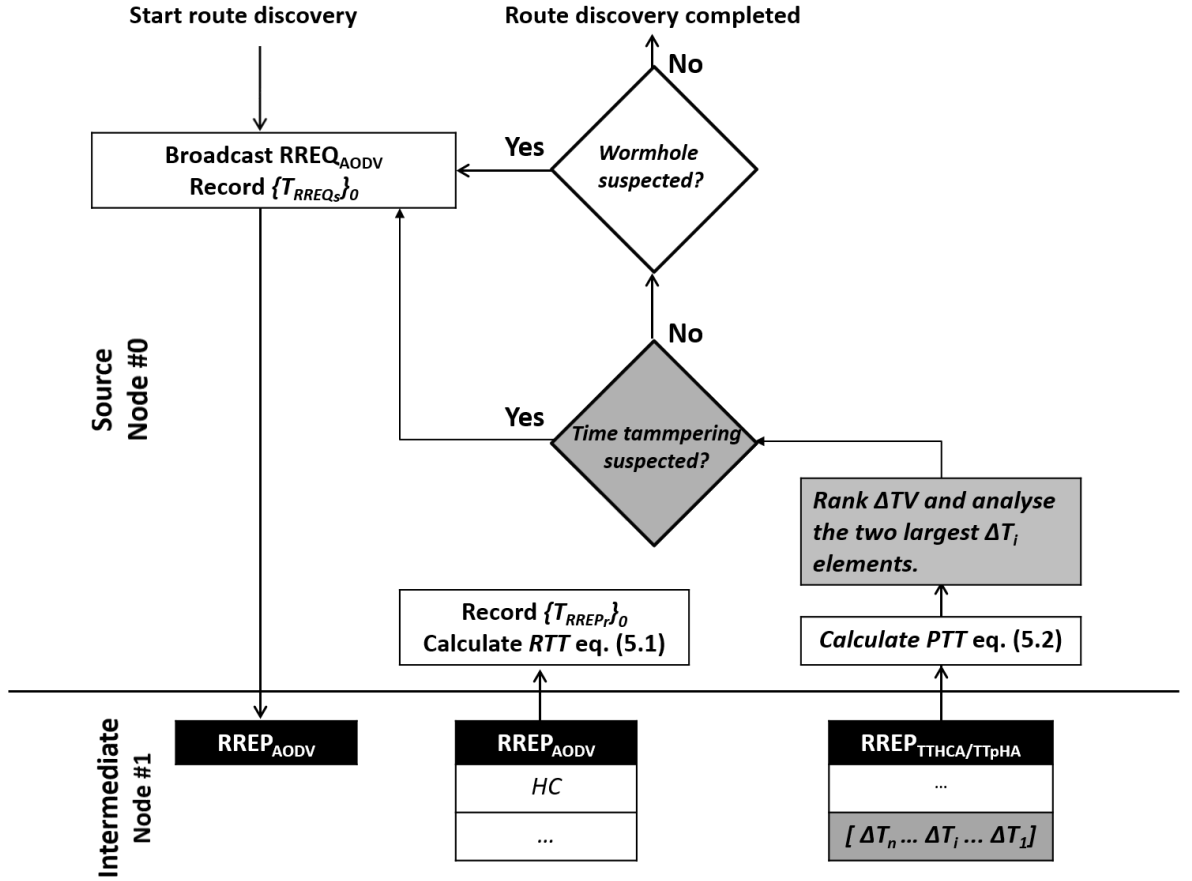 Start route discovery
Route discovery completed
No
Yes
Wormhole
suspected?
Broadcast RREQAODV
Record {TRREQs}0
No
Source
Node #0
Yes
Time tammpering
suspected?
Rank ΔTV and analyse
the two largest ΔTi
elements.
Record {TRREPr}0
Calculate RTT eq. (5.1)
Calculate PTT eq. (5.2)
Intermediate
Node #1
RREPAODV
RREPAODV
HC
...
RREPTTHCA/TTpHA
...
[ ΔTn ... ΔTi ... ΔT1]